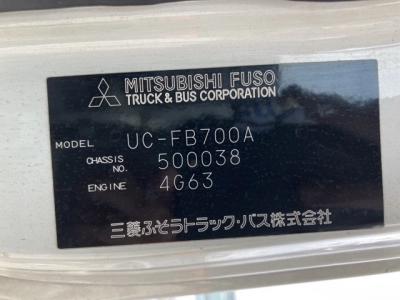 MITSUBISHI FUSO
TRUCK & BUS CORPORATION
MODEL UC-FB700A
CHASSIS NO. 500038
ENGINE 4G63
三菱ふそうトラック・バス株式会社